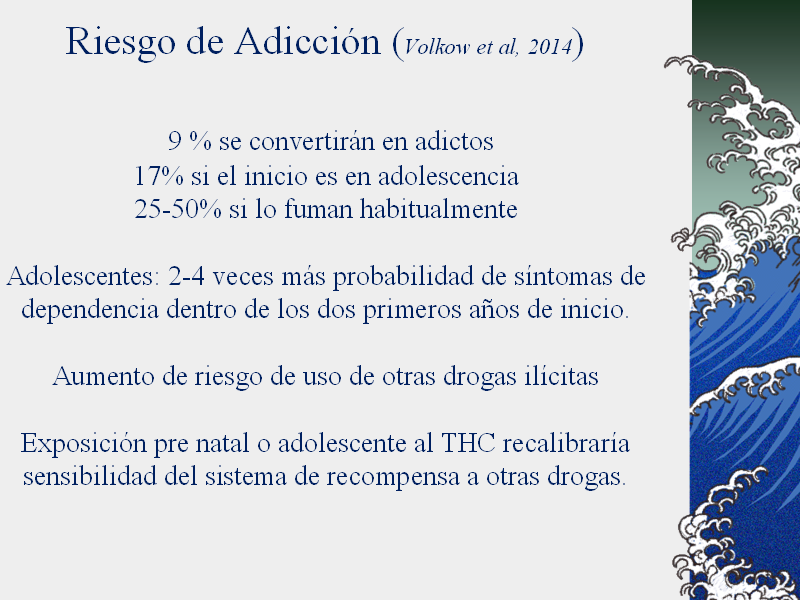 Riesgo de Adicción (Volkow et al, 2014)
9 % se convertirán en adictos
17% si el inicio es en adolescencia
25-50% si lo fuman habitualmente
Adolescentes: 2-4 veces más probabilidad de síntomas de
dependencia dentro de los dos primeros años de inicio.
Aumento de riesgo de uso de otras drogas ilícitas
Exposición pre natal o adolescente al THC recalibraría
sensibilidad del sistema de recompensa a otras drogas.